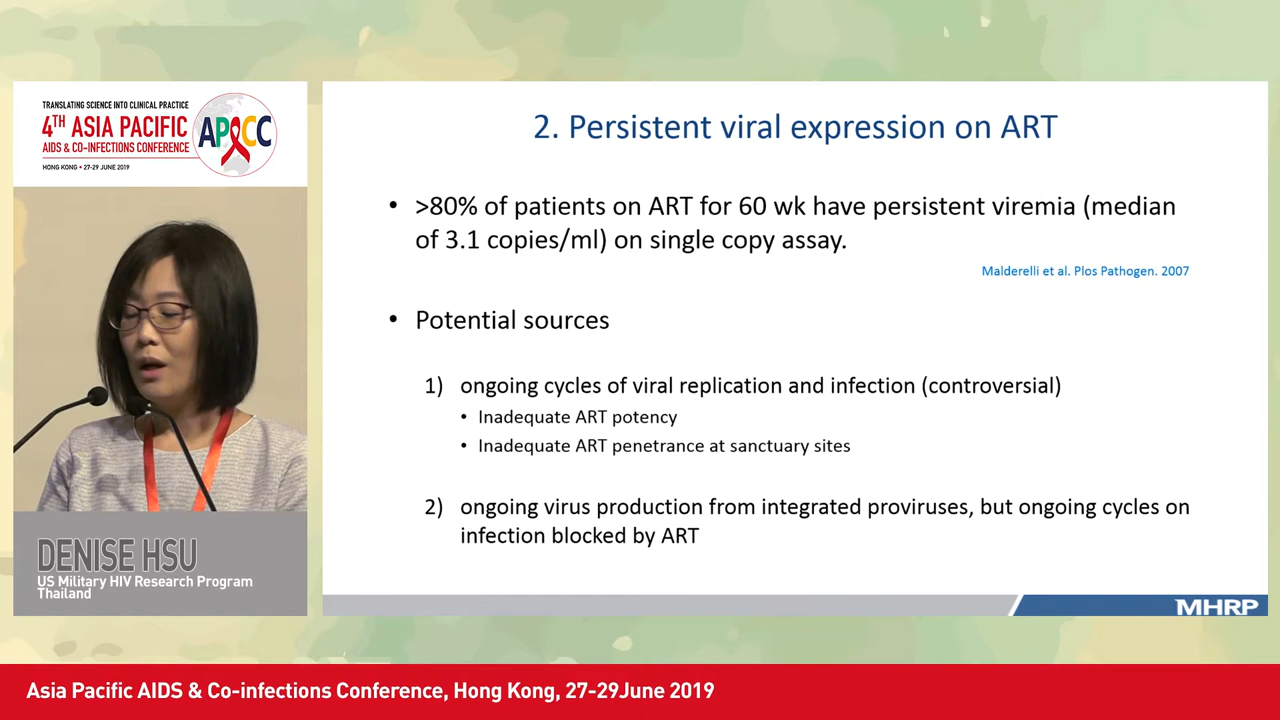 TRANSLATING SCIENCE INTO CLINICAL PRACTICE
4TH ASIA PACIFIC
AIDS & CO-INFECTIONS CONFERENCE
HONG KONG • 27-29 JUNE 2019
APACC
DENISE HSU
US Military HIV Research Program
Thailand
2. Persistent viral expression on ART
• >80% of patients on ART for 60 wk have persistent viremia (median
of 3.1 copies/ml) on single copy assay.
Malderelli et al. Plos Pathogen. 2007
• Potential sources
1) ongoing cycles of viral replication and infection (controversial)
• Inadequate ART potency
• Inadequate ART penetrance at sanctuary sites
2) ongoing virus production from integrated proviruses, but ongoing cycles on
infection blocked by ART
MHRP
Asia Pacific AIDS & Co-infections Conference, Hong Kong, 27-29June 2019